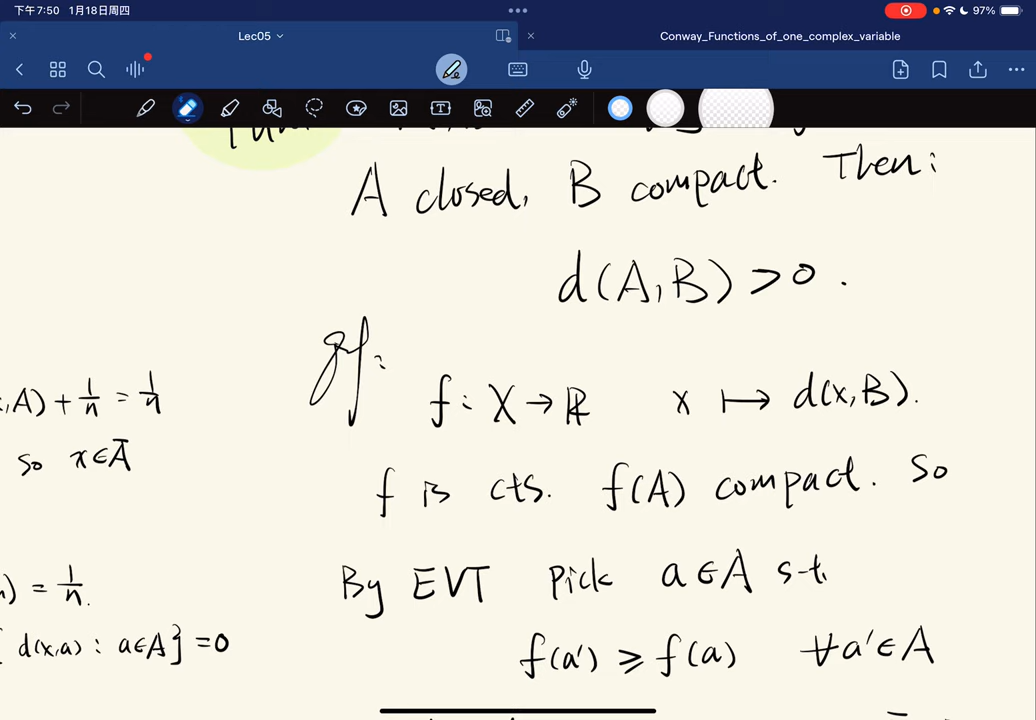 下午7:50 1月18日周四
97%
Lec05
Conway_Functions_of_one_complex_variable
A closed, B compact. Then:
d(A,B) > 0.
pf:
f: X → ℝ x ↦ d(x,B).
,A) + 1/n = 1/n
so x∈Ā
f is cts. f(A) compact. So
By EVT Pick a∈A s.t.
) = 1/n.
d(x,a) : a∈A} = 0
f(a') ⩾ f(a) ∀a'∈A